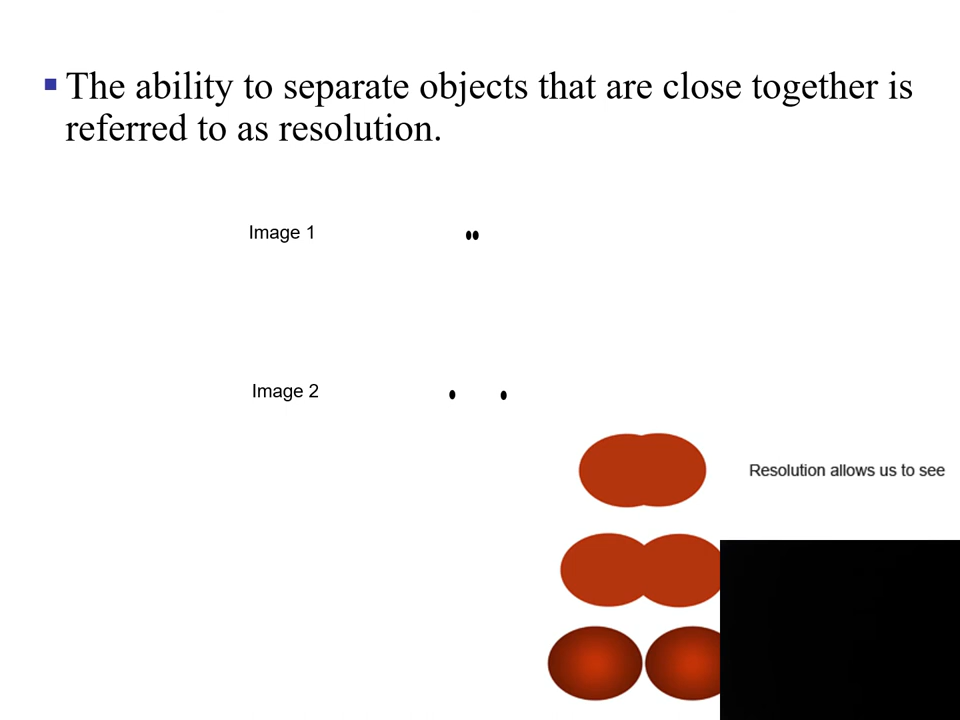 The ability to separate objects that are close together is
referred to as resolution.
Image 1
Image 2
Resolution allows us to see